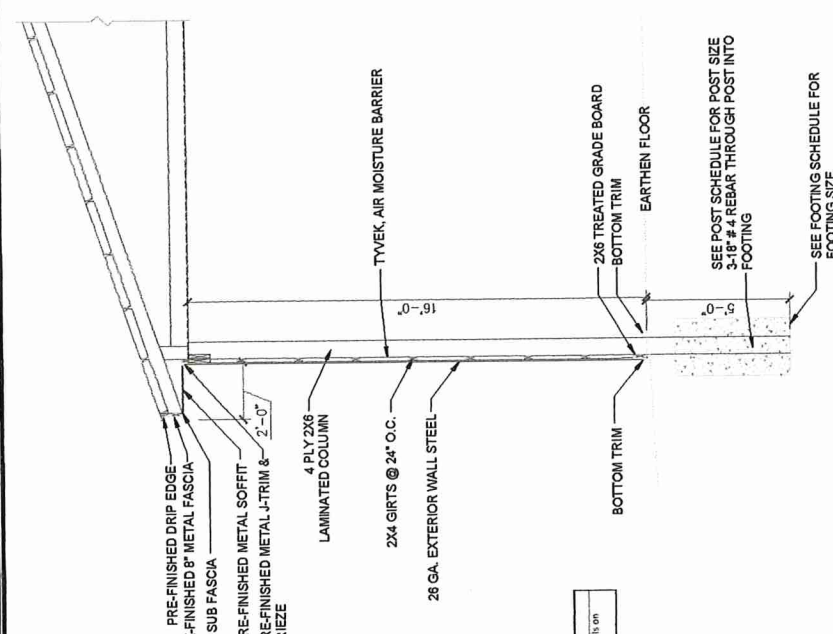 PRE-FINISHED DRIP EDGE
-FINISHED 8" METAL FASCIA
SUB FASCIA
RE-FINISHED METAL SOFFIT
RE-FINISHED METAL J-TRIM &
RIEZE
2'-0"
4 PLY 2X6
LAMINATED COLUMN
2X4 GIRTS @ 24" O.C.
26 GA. EXTERIOR WALL STEEL
BOTTOM TRIM
16'-0"
5'-0"
TYVEK, AIR MOISTURE BARRIER
2X6 TREATED GRADE BOARD
BOTTOM TRIM
EARTHEN FLOOR
SEE POST SCHEDULE FOR POST SIZE
3-18" # 4 REBAR THROUGH POST INTO
FOOTING
SEE FOOTING SCHEDULE FOR
FOOTING SIZE
ls on